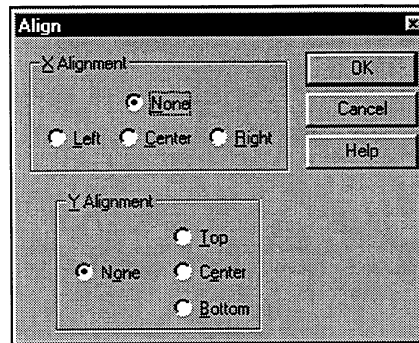 Align
X Alignment
None
Left Center Right
OK
Cancel
Help
Y Alignment
Top
None Center
Bottom